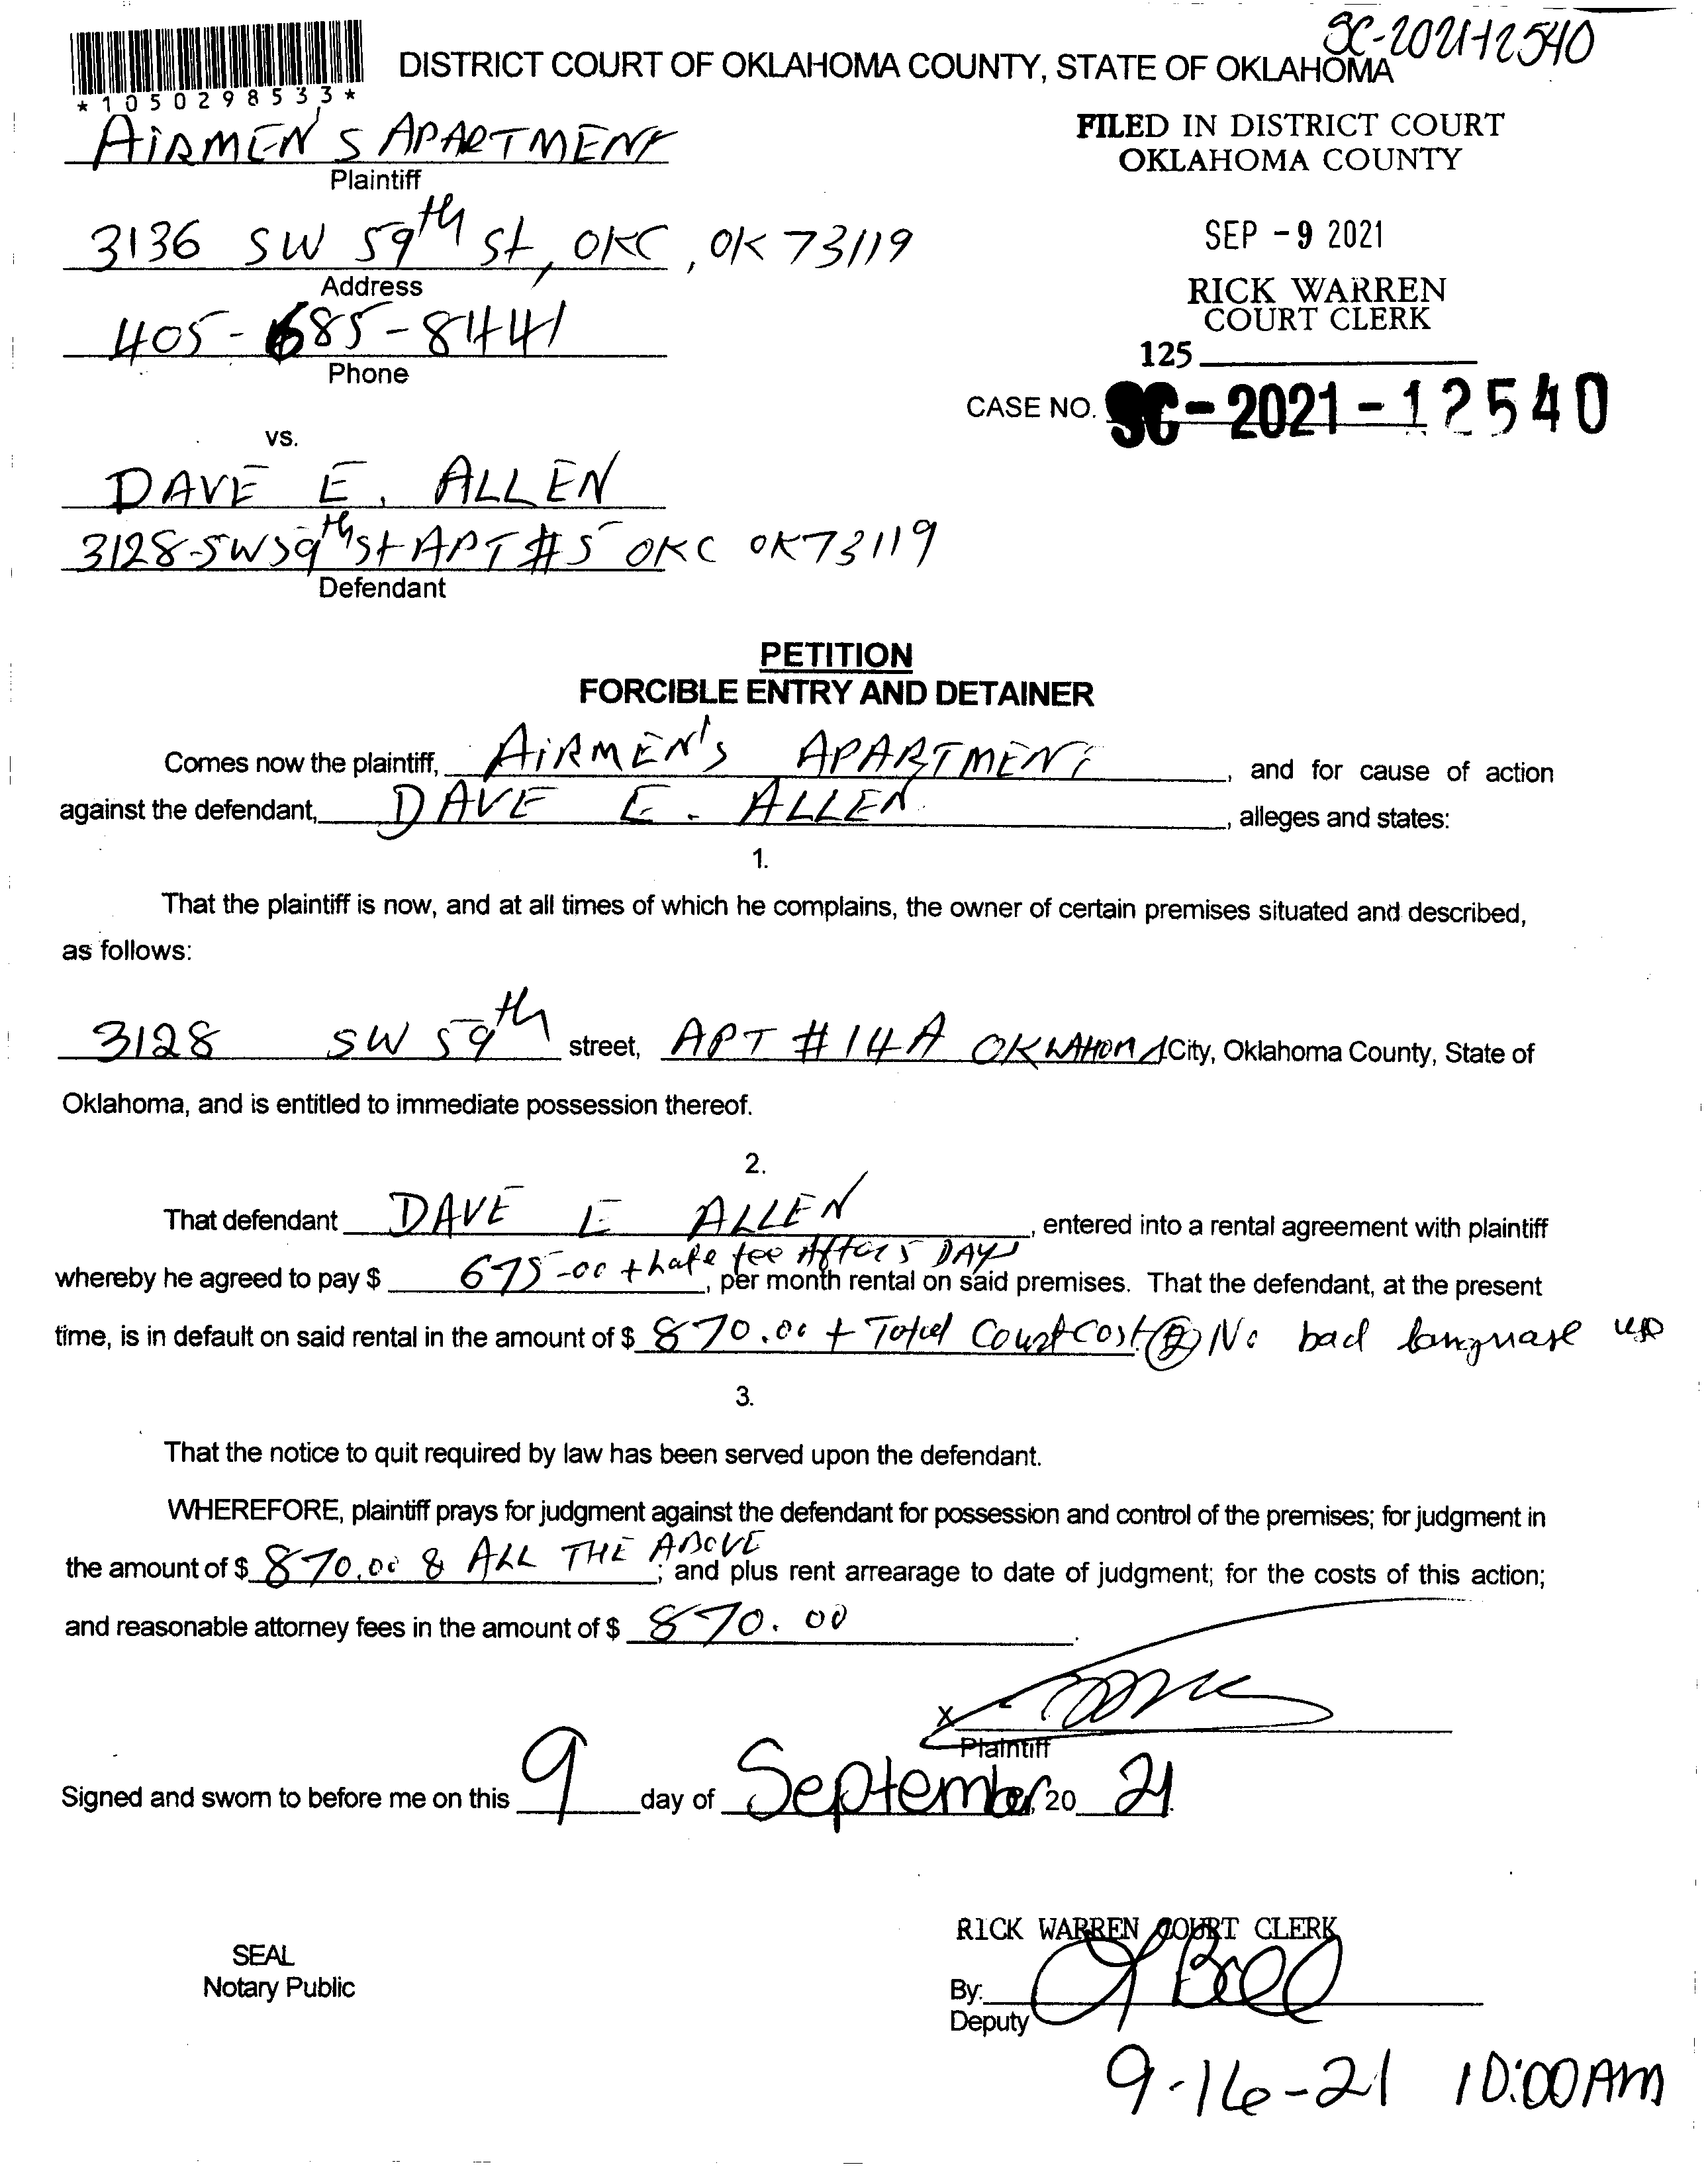 SC-2021-12540
DISTRICT COURT OF OKLAHOMA COUNTY, STATE OF OKLAHOMA
*1050298533*
AIRMEN'S APARTMENT
Plaintiff
FILED IN DISTRICT COURT
OKLAHOMA COUNTY
3136 SW 59th St, OKC, OK 73119
Address
SEP -9 2021
405-685-8441
Phone
RICK WARREN
COURT CLERK
125
CASE NO. SC-2021-12540
vs.
DAVE E. ALLEN
3128 SW 59th St APT #5 OKC OK 73119
Defendant
PETITION
FORCIBLE ENTRY AND DETAINER
Comes now the plaintiff, AIRMEN'S APARTMENT, and for cause of action
against the defendant, DAVE E. ALLEN, alleges and states:
1.
That the plaintiff is now, and at all times of which he complains, the owner of certain premises situated and described,
as follows:
3128 SW 59th street, APT #14A OKLAHOMA City, Oklahoma County, State of
Oklahoma, and is entitled to immediate possession thereof.
2.
That defendant DAVE E ALLEN, entered into a rental agreement with plaintiff
whereby he agreed to pay $ 675-00 + Late fee After 5 DAYS, per month rental on said premises. That the defendant, at the present
time, is in default on said rental in the amount of $ 870.00 + Total Court Cost No bad language
3.
That the notice to quit required by law has been served upon the defendant.
WHEREFORE, plaintiff prays for judgment against the defendant for possession and control of the premises; for judgment in
the amount of $ 870.00 & ALL THE ABOVE; and plus rent arrearage to date of judgment; for the costs of this action;
and reasonable attorney fees in the amount of $ 870.00.
X
Plaintiff
Signed and sworn to before me on this 9 day of September, 20 21.
RICK WARREN COURT CLERK
SEAL
Notary Public
By:
Deputy
9-16-21 10:00AM